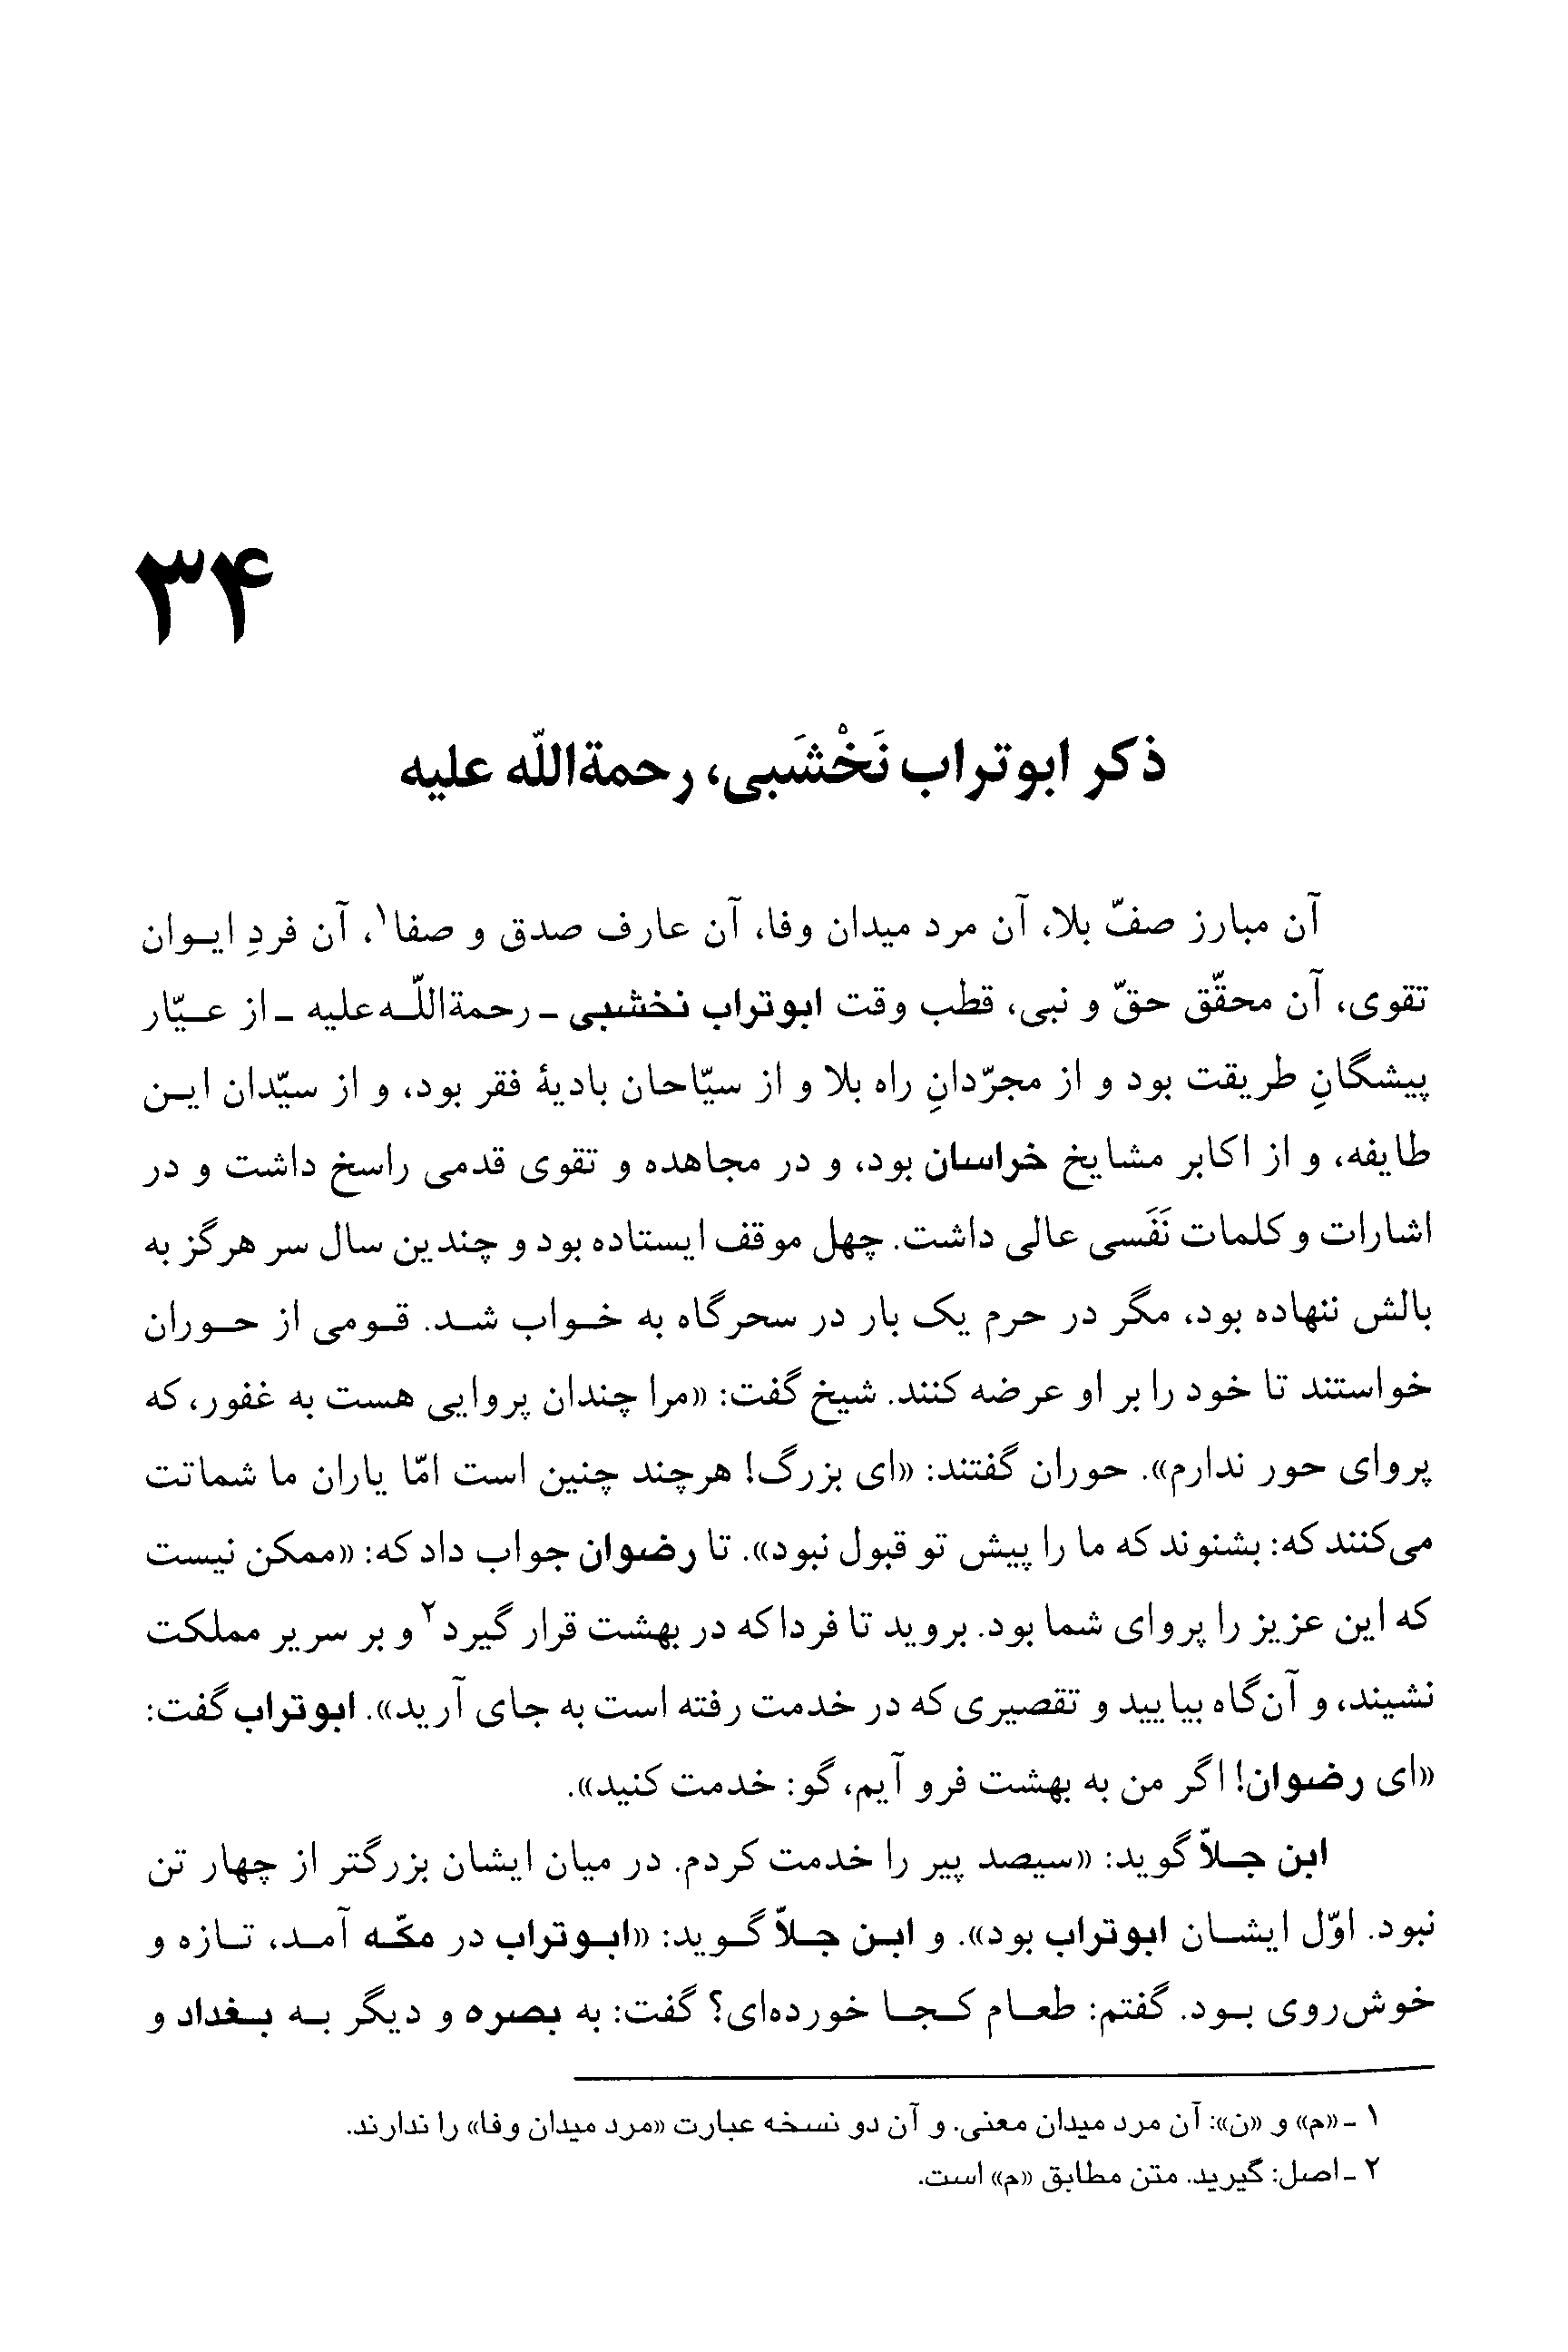 ۳۴
ذکر ابوتراب نَخْشَبی، رحمةاللّه علیه
آن مبارز صفّ بلا، آن مرد میدان وفا، آن عارف صدق و صفا۱، آن فردِ ایوان
تقوی، آن محقّق حقّ و نبی، قطب وقت ابوتراب نخشبی ـ رحمةاللّه‌علیه ـ از عیّار
پیشگانِ طریقت بود و از مجرّدانِ راه بلا و از سیّاحان بادیهٔ فقر بود، و از سیّدان این
طایفه، و از اکابر مشایخ خراسان بود، و در مجاهده و تقوی قدمی راسخ داشت و در
اشارات و کلمات نَفَسی عالی داشت. چهل موقف ایستاده بود و چندین سال سر هرگز به
بالش ننهاده بود، مگر در حرم یک بار در سحرگاه به خواب شد. قومی از حوران
خواستند تا خود را بر او عرضه کنند. شیخ گفت: «مرا چندان پروایی هست به غفور، که
پروای حور ندارم». حوران گفتند: «ای بزرگ! هرچند چنین است امّا یاران ما شماتت
می‌کنند که: بشنوند که ما را پیش تو قبول نبود». تا رضوان جواب داد که: «ممکن نیست
که این عزیز را پروای شما بود. بروید تا فردا که در بهشت قرار گیرد۲ و بر سریر مملکت
نشیند، و آن‌گاه بیایید و تقصیری که در خدمت رفته است به جای آرید». ابوتراب گفت:
«ای رضوان! اگر من به بهشت فرو آیم، گو: خدمت کنید».
ابن جلاّ گوید: «سیصد پیر را خدمت کردم. در میان ایشان بزرگتر از چهار تن
نبود. اوّل ایشان ابوتراب بود». و ابن جلاّ گوید: «ابوتراب در مکّه آمد، تازه و
خوش‌روی بود. گفتم: طعام کجا خورده‌ای؟ گفت: به بصره و دیگر به بغداد و
۱ ـ «م» و «ن»: آن مرد میدان معنی. و آن دو نسخه عبارت «مرد میدان وفا» را ندارند.
۲ ـ اصل: گیرید. متن مطابق «م» است.